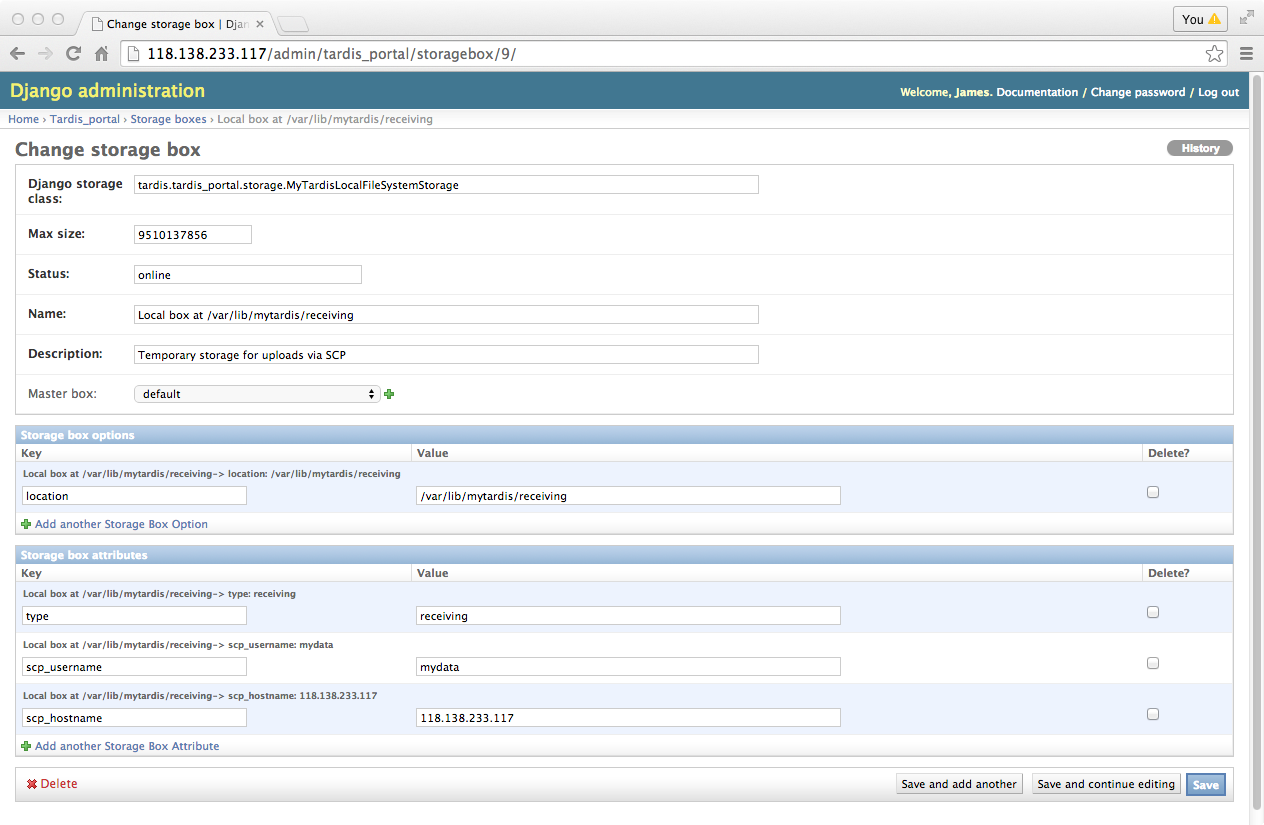 Change storage box | Djan
You
118.138.233.117/admin/tardis_portal/storagebox/9/
Django administration
Welcome, James. Documentation / Change password / Log out
Home › Tardis_portal › Storage boxes › Local box at /var/lib/mytardis/receiving
Change storage box
History
Django storage class:
tardis.tardis_portal.storage.MyTardisLocalFileSystemStorage
Max size:
9510137856
Status:
online
Name:
Local box at /var/lib/mytardis/receiving
Description:
Temporary storage for uploads via SCP
Master box:
default
Storage box options
Key Value Delete?
Local box at /var/lib/mytardis/receiving-> location: /var/lib/mytardis/receiving
location /var/lib/mytardis/receiving
Add another Storage Box Option
Storage box attributes
Key Value Delete?
Local box at /var/lib/mytardis/receiving-> type: receiving
type receiving
Local box at /var/lib/mytardis/receiving-> scp_username: mydata
scp_username mydata
Local box at /var/lib/mytardis/receiving-> scp_hostname: 118.138.233.117
scp_hostname 118.138.233.117
Add another Storage Box Attribute
Delete Save and add another Save and continue editing Save